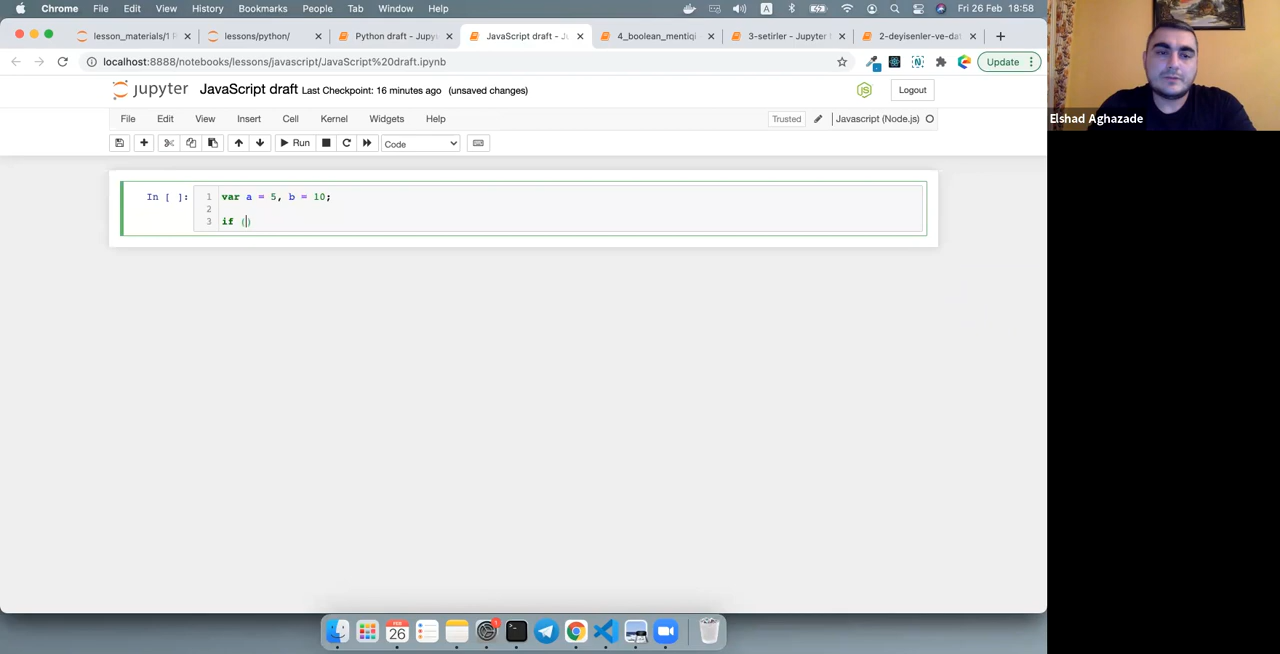 Chrome File Edit View History Bookmarks People Tab Window Help A Fri 26 Feb 18:58
lesson_materials/1 lessons/python/ Python draft - Jupy JavaScript draft - Ju 4_boolean_mentiqi 3-setirler - Jupyter 2-deyisenler-ve-dat
localhost:8888/notebooks/lessons/javascript/JavaScript%20draft.ipynb Update
jupyter JavaScript draft Last Checkpoint: 16 minutes ago (unsaved changes) Logout
File Edit View Insert Cell Kernel Widgets Help Trusted Javascript (Node.js)
Run Code
In [ ]: 1 var a = 5, b = 10;
2
3 if ()
Elshad Aghazade
FEB
26
1